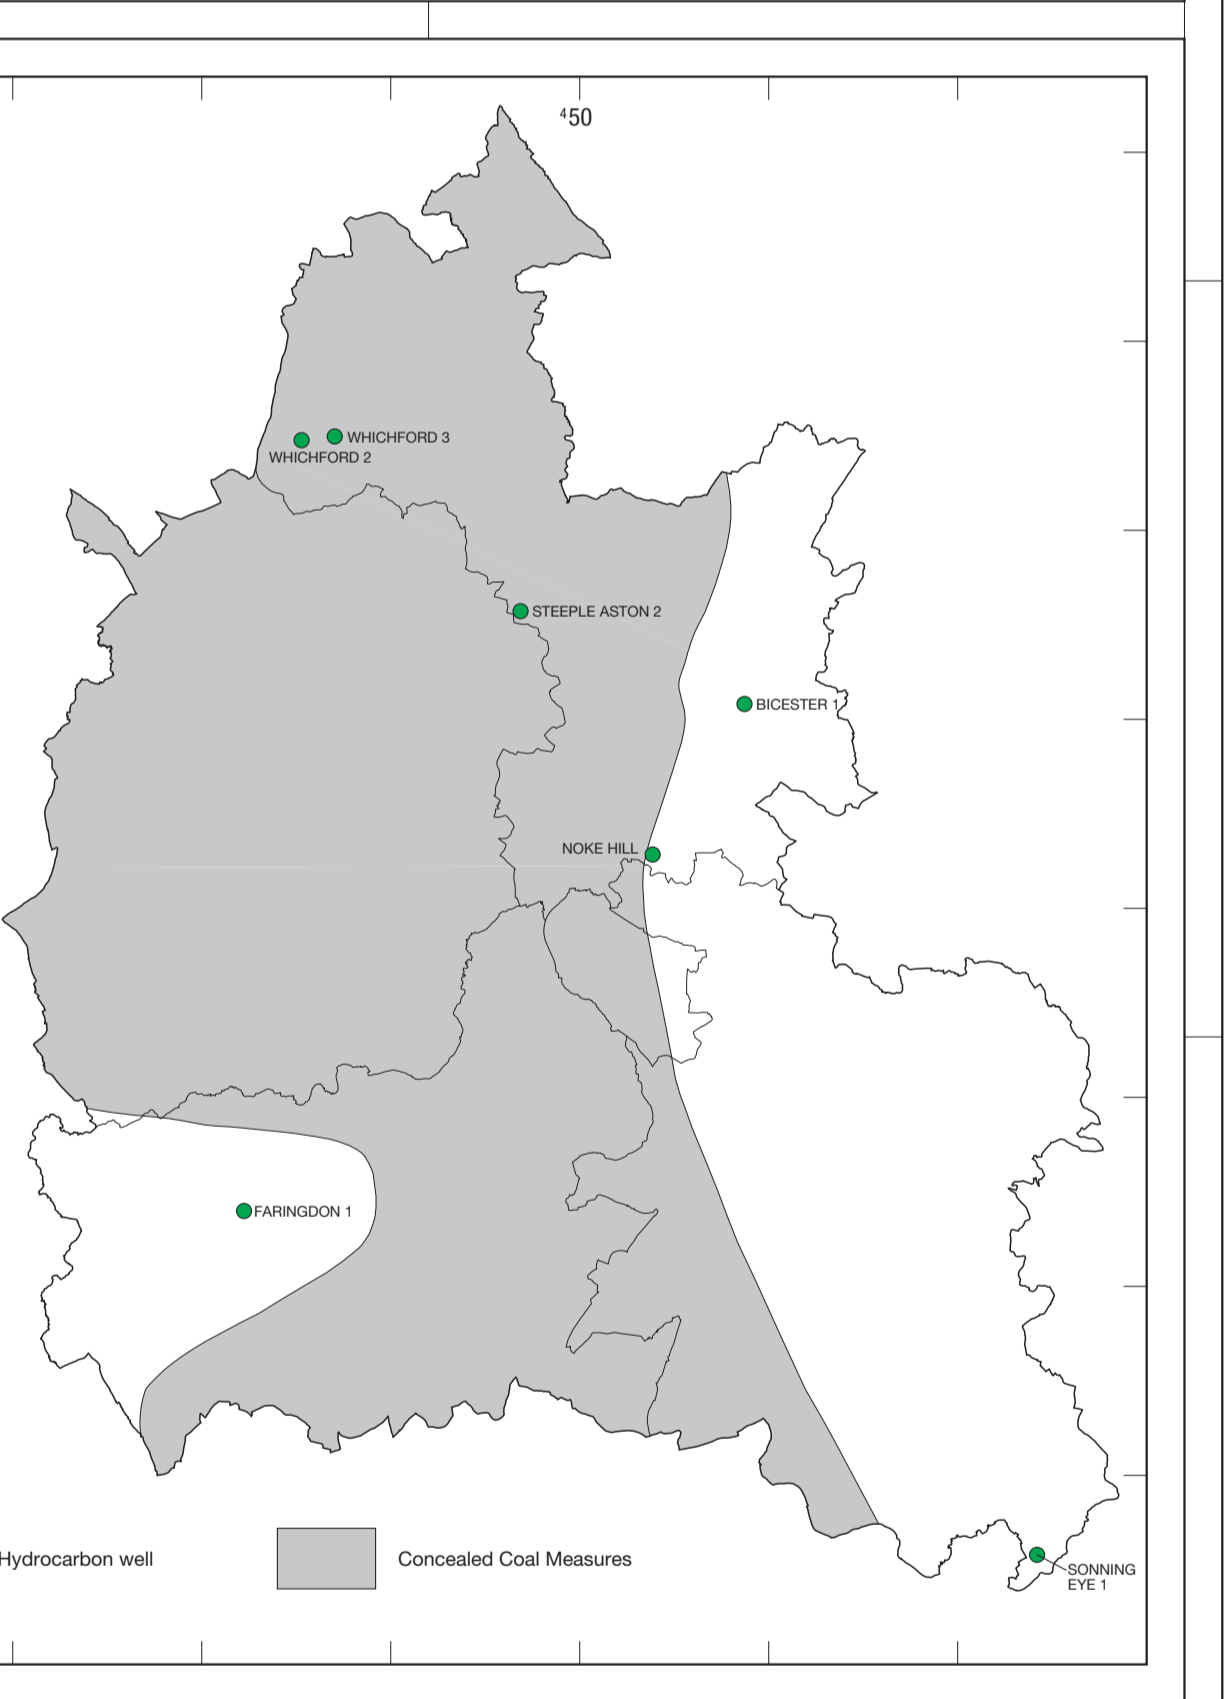 ⁴50
WHICHFORD 3
WHICHFORD 2
STEEPLE ASTON 2
BICESTER 1
NOKE HILL
FARINGDON 1
Hydrocarbon well
Concealed Coal Measures
SONNING
EYE 1